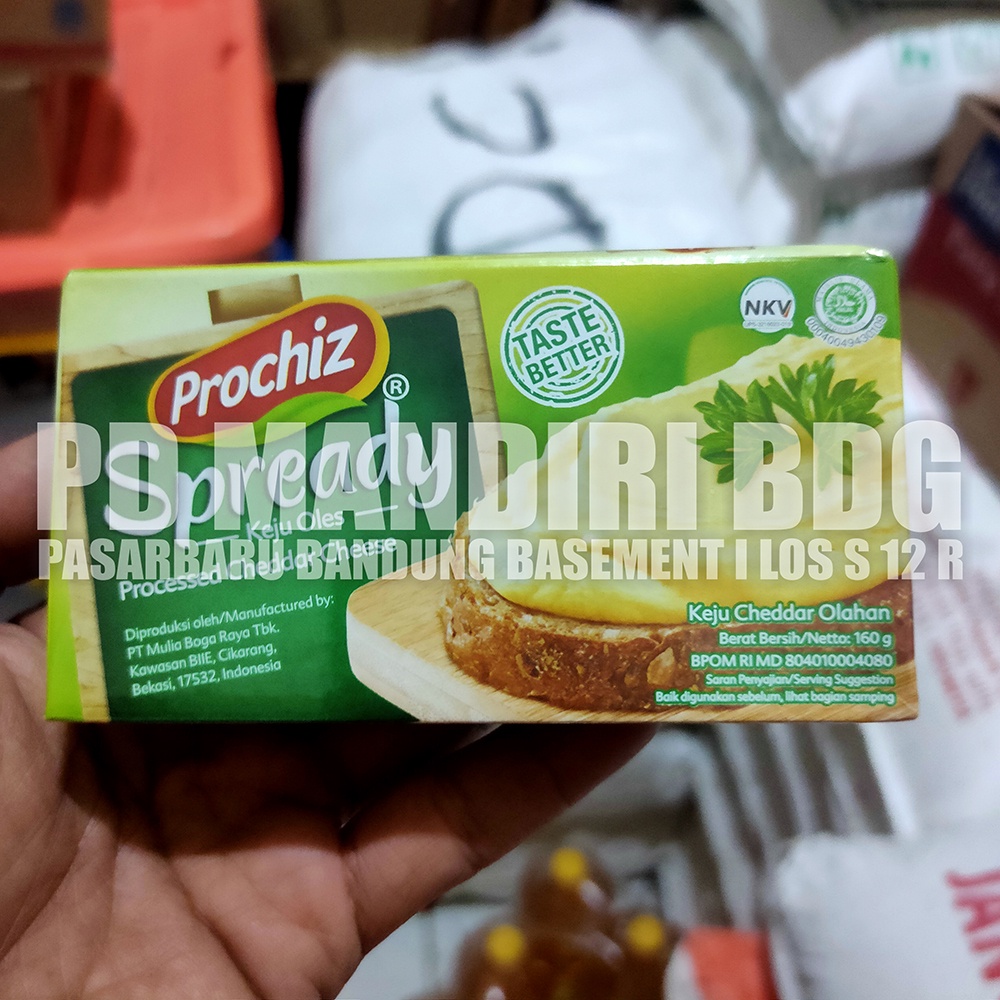 Prochiz
Spready®
Keju Oles
Processed Cheddar Cheese
Diproduksi oleh/Manufactured by:
PT Mulia Boga Raya Tbk.
Kawasan BIIE, Cikarang,
Bekasi, 17532, Indonesia
TASTE
BETTER
NKV
Keju Cheddar Olahan
Berat Bersih/Netto: 160 g
BPOM RI MD 804010004080
Saran Penyajian/Serving Suggestion
Baik digunakan sebelum, lihat bagian samping
PD MANDIRI BDG
PASARBARU BANDUNG BASEMENT I LOS S 12 R